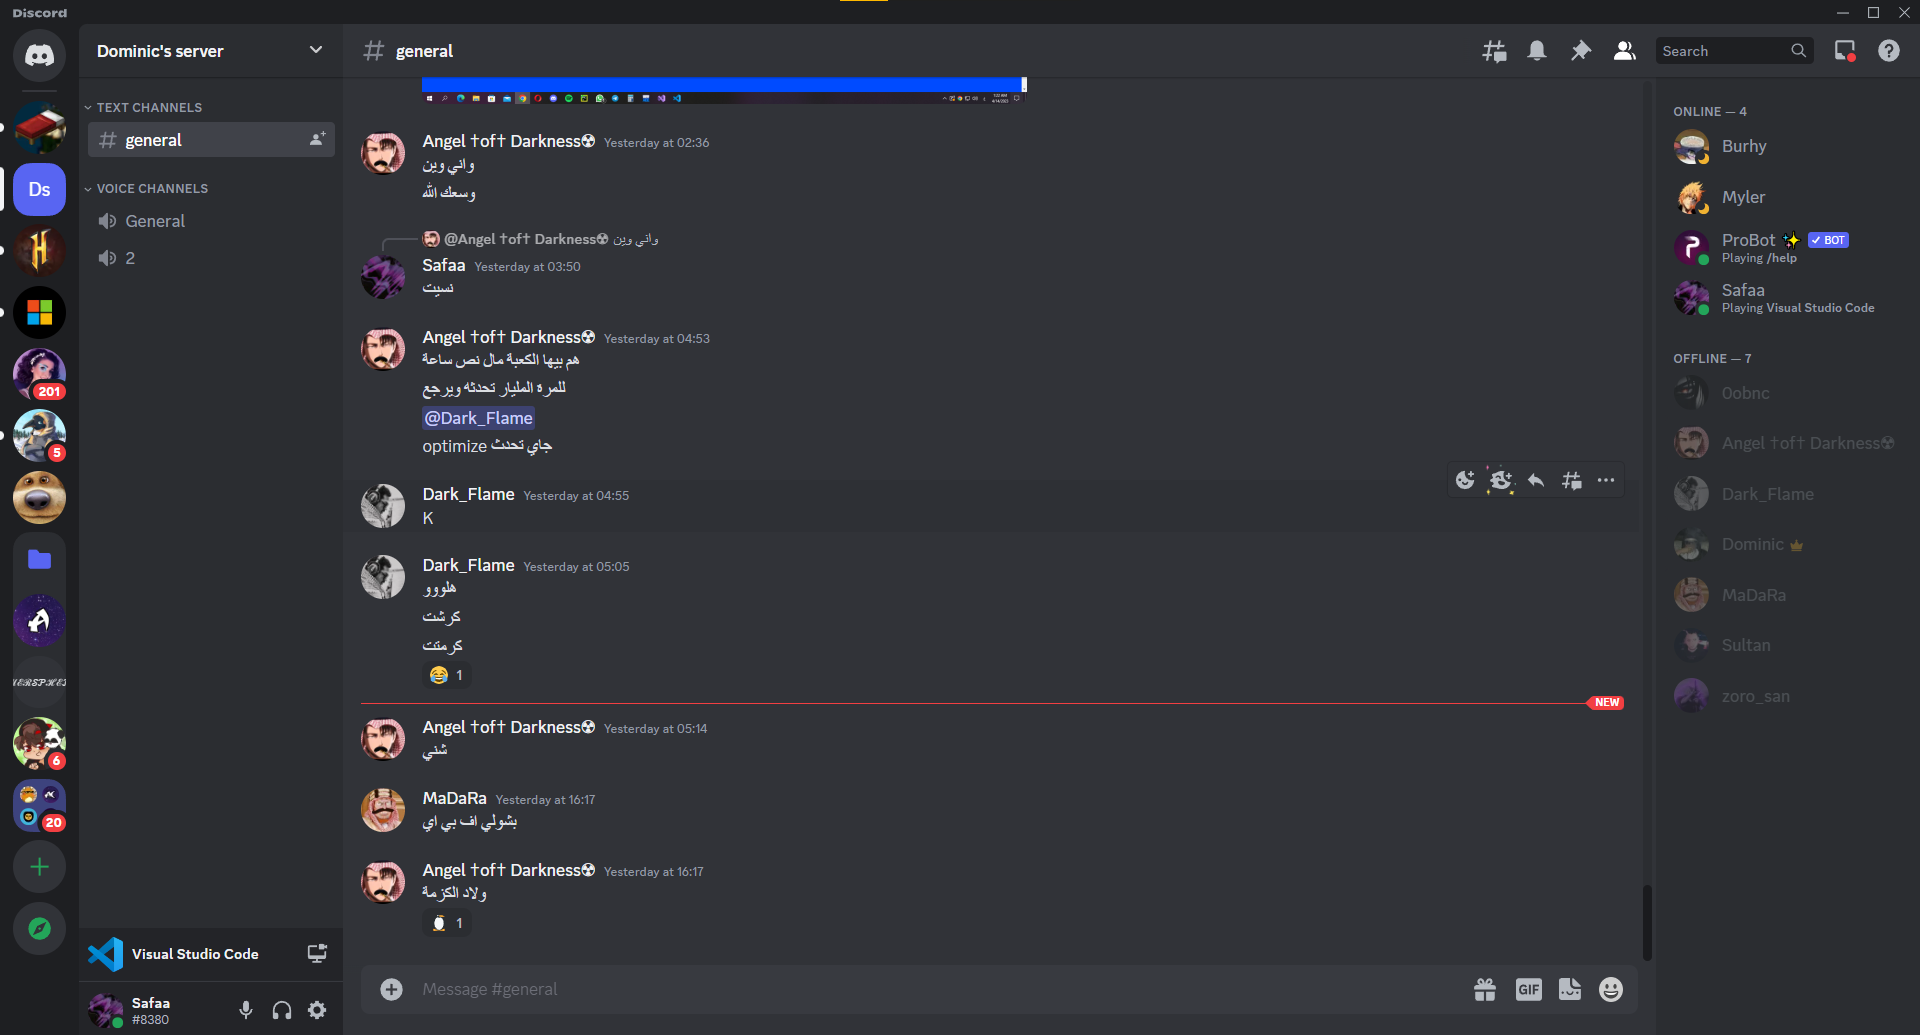 Discord
Dominic's server
general
Search
TEXT CHANNELS
general
VOICE CHANNELS
General
2
Ds
201
5
6
20
Angel †of† Darkness☢ Yesterday at 02:36
واني وين
وسعك الله
@Angel †of† Darkness☢ واني وين
Safaa Yesterday at 03:50
نسيت
Angel †of† Darkness☢ Yesterday at 04:53
هم بيها الكعبة مال نص ساعة
للمره المليار تحدثه ويرجع
@Dark_Flame
optimize جاي تحدث
Dark_Flame Yesterday at 04:55
K
Dark_Flame Yesterday at 05:05
هلووو
كرشت
كرمتت
😂 1
NEW
Angel †of† Darkness☢ Yesterday at 05:14
شني
MaDaRa Yesterday at 16:17
بشولي اف بي اي
Angel †of† Darkness☢ Yesterday at 16:17
ولاد الكزمة
1
Message #general
GIF
Visual Studio Code
Safaa
#8380
ONLINE — 4
Burhy
Myler
ProBot ✨ ✓ BOT
Playing /help
Safaa
Playing Visual Studio Code
OFFLINE — 7
0obnc
Angel †of† Darkness☢
Dark_Flame
Dominic
MaDaRa
Sultan
zoro_san